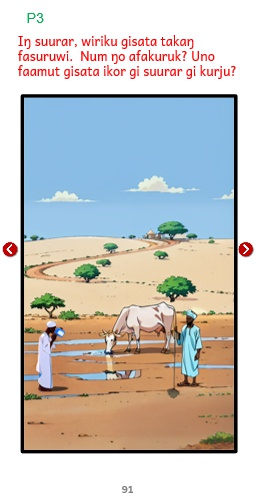 P3
Iŋ suurar, wiriku gisata takaŋ
fasuruwi. Num ŋo afakuruk? Uno
faamut gisata ikor gi suurar gi kurju?
91